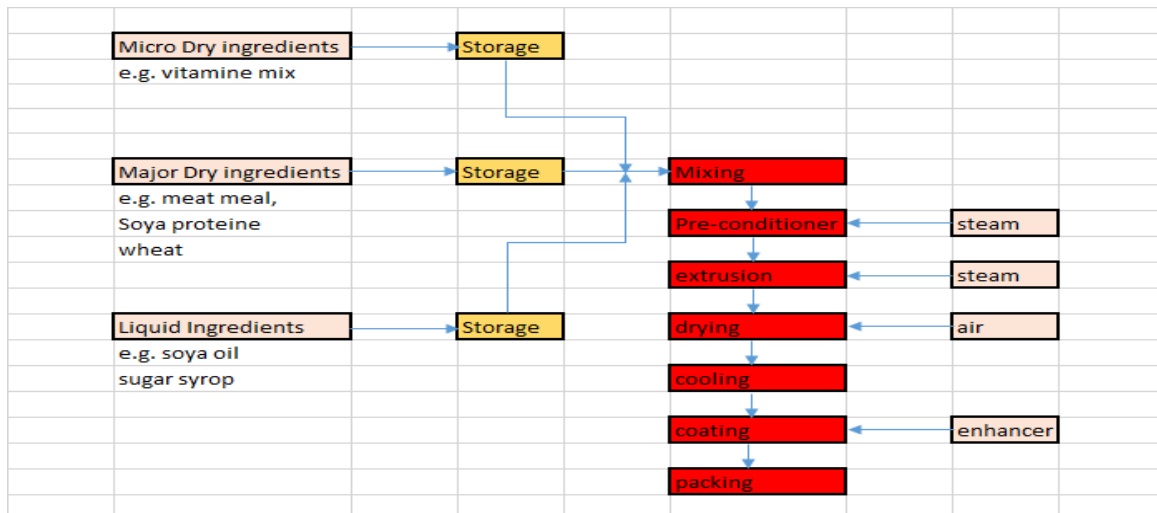 Micro Dry ingredients
Storage
e.g. vitamine mix
Major Dry ingredients
Storage
Mixing
e.g. meat meal,
Soya proteine
wheat
Pre-conditioner
steam
extrusion
steam
Liquid Ingredients
Storage
drying
air
e.g. soya oil
sugar syrop
cooling
coating
enhancer
packing